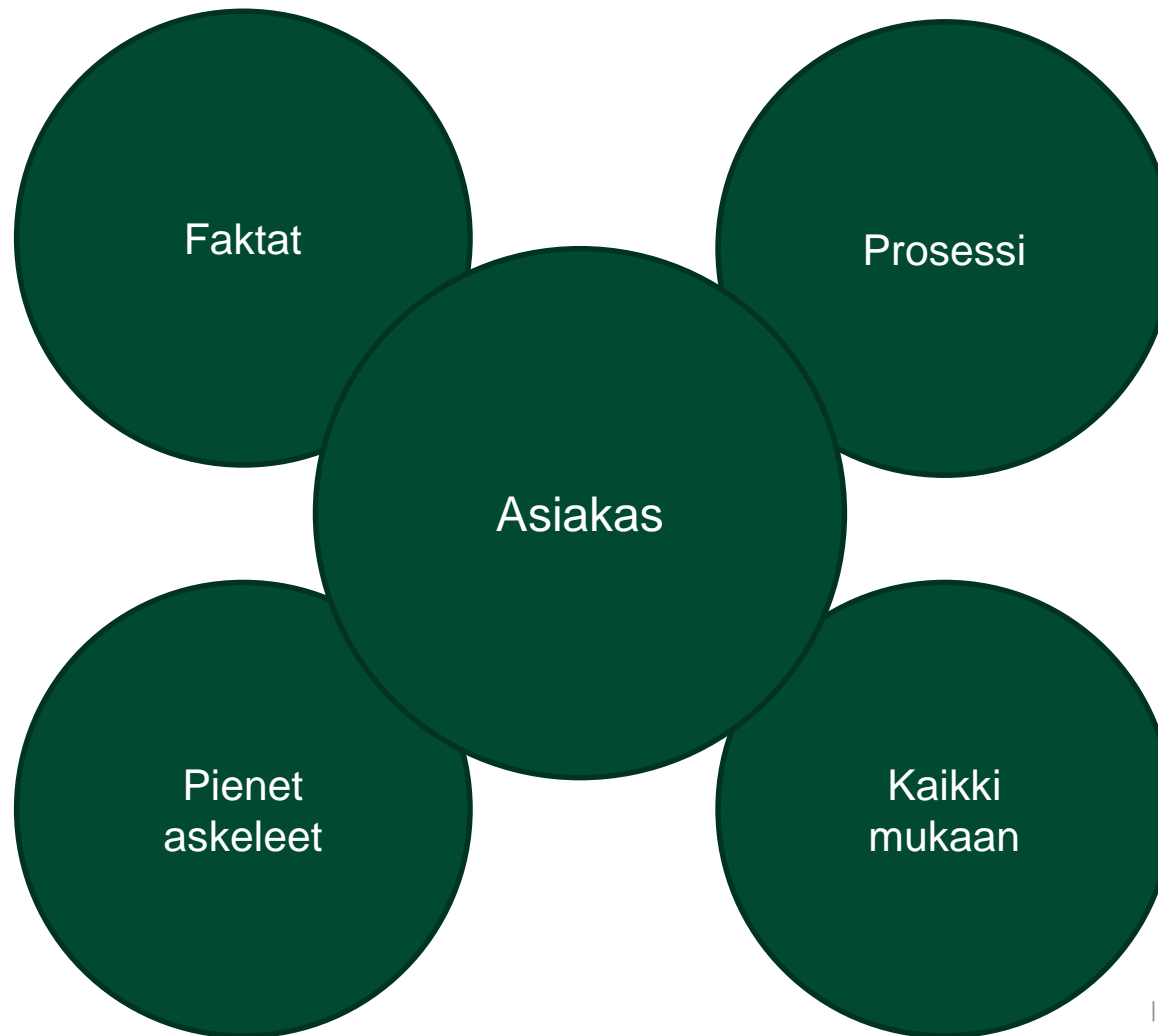 Faktat
Prosessi
Asiakas
Pienet
askeleet
Kaikki
mukaan